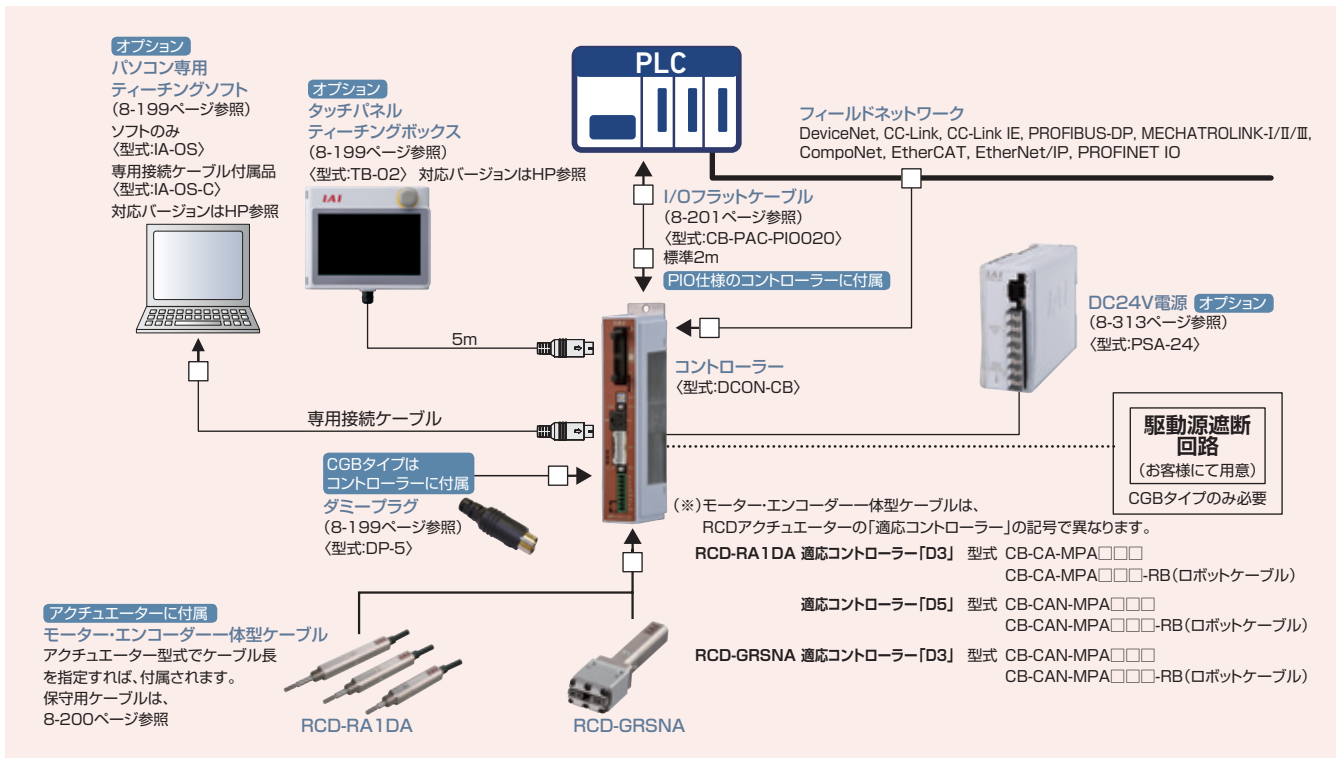 オプション
パソコン専用
ティーチングソフト
(8-199ページ参照)
ソフトのみ
〈型式:IA-OS〉
専用接続ケーブル付属品
〈型式:IA-OS-C〉
対応バージョンはHP参照
オプション
タッチパネル
ティーチングボックス
(8-199ページ参照)
〈型式:TB-02〉 対応バージョンはHP参照
IAI
PLC
フィールドネットワーク
DeviceNet, CC-Link, CC-Link IE, PROFIBUS-DP, MECHATROLINK-I/Ⅱ/Ⅲ,
CompoNet, EtherCAT, EtherNet/IP, PROFINET IO
I/Oフラットケーブル
(8-201ページ参照)
〈型式:CB-PAC-PIO020〉
標準2m
PIO仕様のコントローラーに付属
IAI
DC24V電源 オプション
(8-313ページ参照)
〈型式:PSA-24〉
5m
コントローラー
〈型式:DCON-CB〉
専用接続ケーブル
駆動源遮断
回路
(お客様にて用意)
CGBタイプのみ必要
CGBタイプは
コントローラーに付属
ダミープラグ
(8-199ページ参照)
〈型式:DP-5〉
(※)モーター・エンコーダー一体型ケーブルは、
RCDアクチュエーターの「適応コントローラー」の記号で異なります。
RCD-RA1DA 適応コントローラー「D3」 型式 CB-CA-MPA□□□
CB-CA-MPA□□□-RB(ロボットケーブル)
適応コントローラー「D5」 型式 CB-CAN-MPA□□□
CB-CAN-MPA□□□-RB(ロボットケーブル)
RCD-GRSNA 適応コントローラー「D3」 型式 CB-CAN-MPA□□□
CB-CAN-MPA□□□-RB(ロボットケーブル)
アクチュエーターに付属
モーター・エンコーダー一体型ケーブル
アクチュエーター型式でケーブル長
を指定すれば、付属されます。
保守用ケーブルは、
8-200ページ参照
RCD-RA1DA
RCD-GRSNA